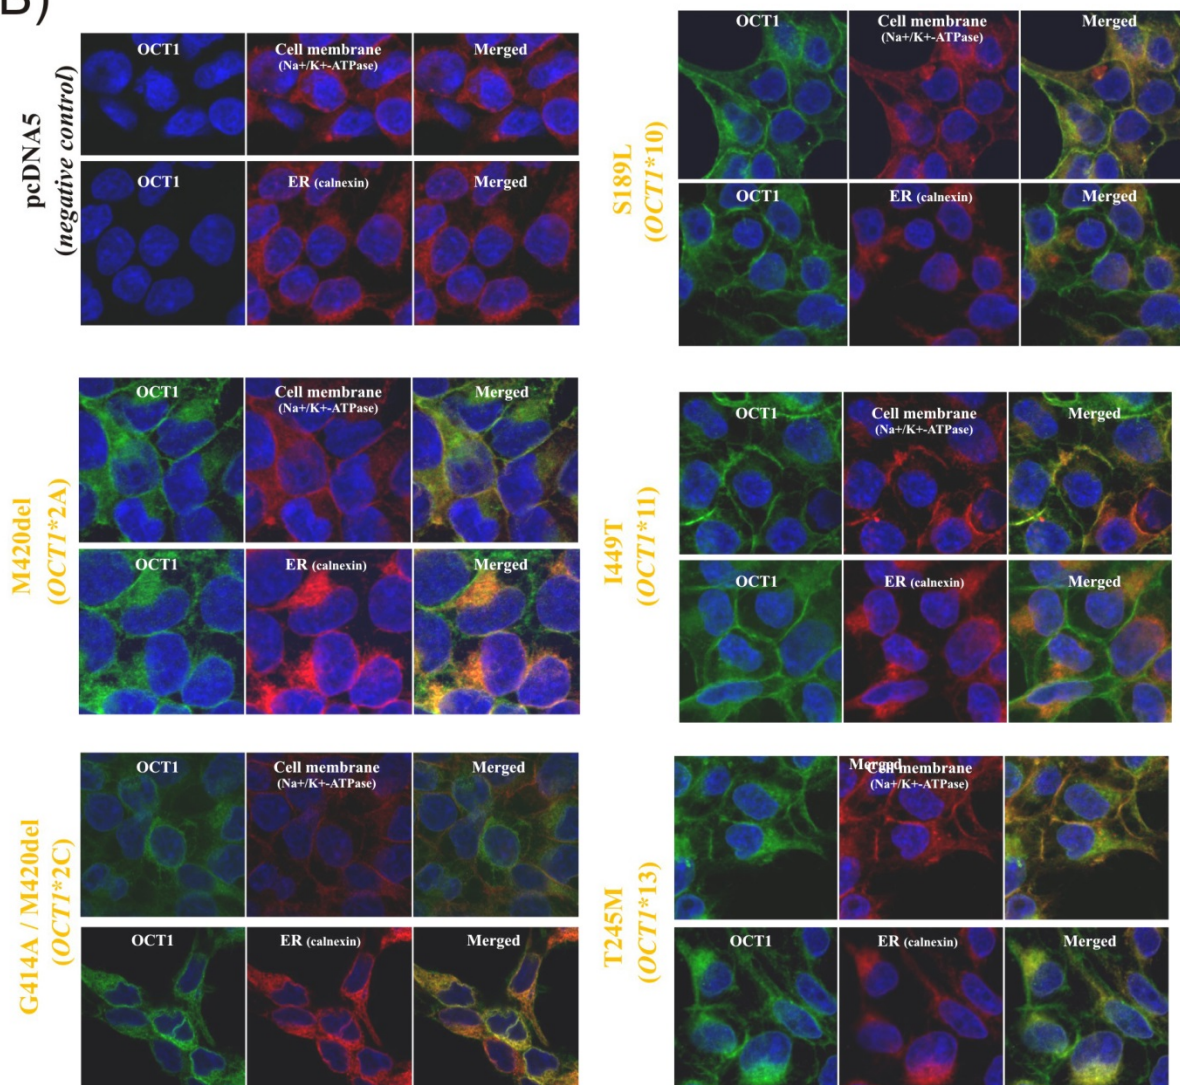 B)
pcDNA5
(negative control)
OCT1
Cell membrane
(Na+/K+-ATPase)
Merged
OCT1
ER (calnexin)
Merged
M420del
(OCT1*2A)
OCT1
Cell membrane
(Na+/K+-ATPase)
Merged
OCT1
ER (calnexin)
Merged
G414A / M420del
(OCT1*2C)
OCT1
Cell membrane
(Na+/K+-ATPase)
Merged
OCT1
ER (calnexin)
Merged
S189L
(OCT1*10)
OCT1
Cell membrane
(Na+/K+-ATPase)
Merged
OCT1
ER (calnexin)
Merged
I449T
(OCT1*11)
OCT1
Cell membrane
(Na+/K+-ATPase)
Merged
OCT1
ER (calnexin)
Merged
T245M
(OCT1*13)
Merged
Cell membrane
(Na+/K+-ATPase)
OCT1
ER (calnexin)
Merged